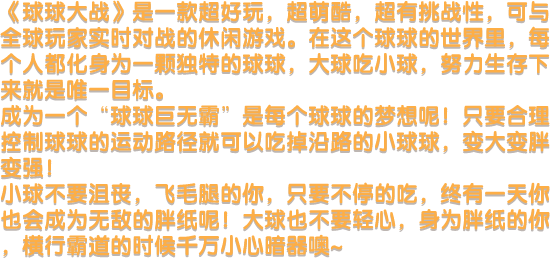 《球球大战》是一款超好玩，超萌酷，超有挑战性，可与
全球玩家实时对战的休闲游戏。在这个球球的世界里，每
个人都化身为一颗独特的球球，大球吃小球，努力生存下
来就是唯一目标。
成为一个“球球巨无霸”是每个球球的梦想呢！只要合理
控制球球的运动路径就可以吃掉沿路的小球球，变大变胖
变强！
小球不要沮丧，飞毛腿的你，只要不停的吃，终有一天你
也会成为无敌的胖纸呢！大球也不要轻心，身为胖纸的你
，横行霸道的时候千万小心暗器噢~